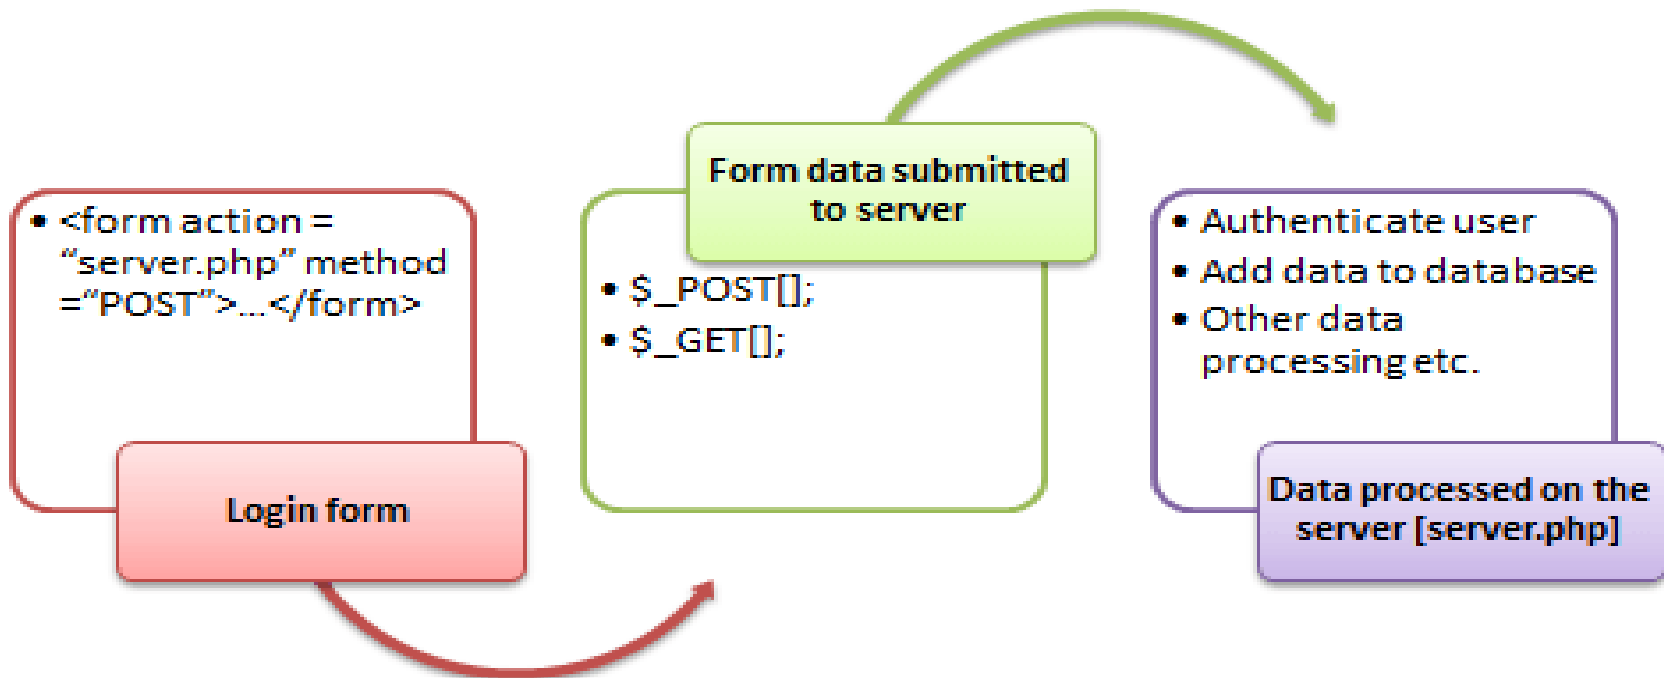 • <form action =
“server.php” method
=“POST”>...</form>
Login form
Form data submitted
to server
• $_POST[];
• $_GET[];
• Authenticate user
• Add data to database
• Other data
processing etc.
Data processed on the
server [server.php]